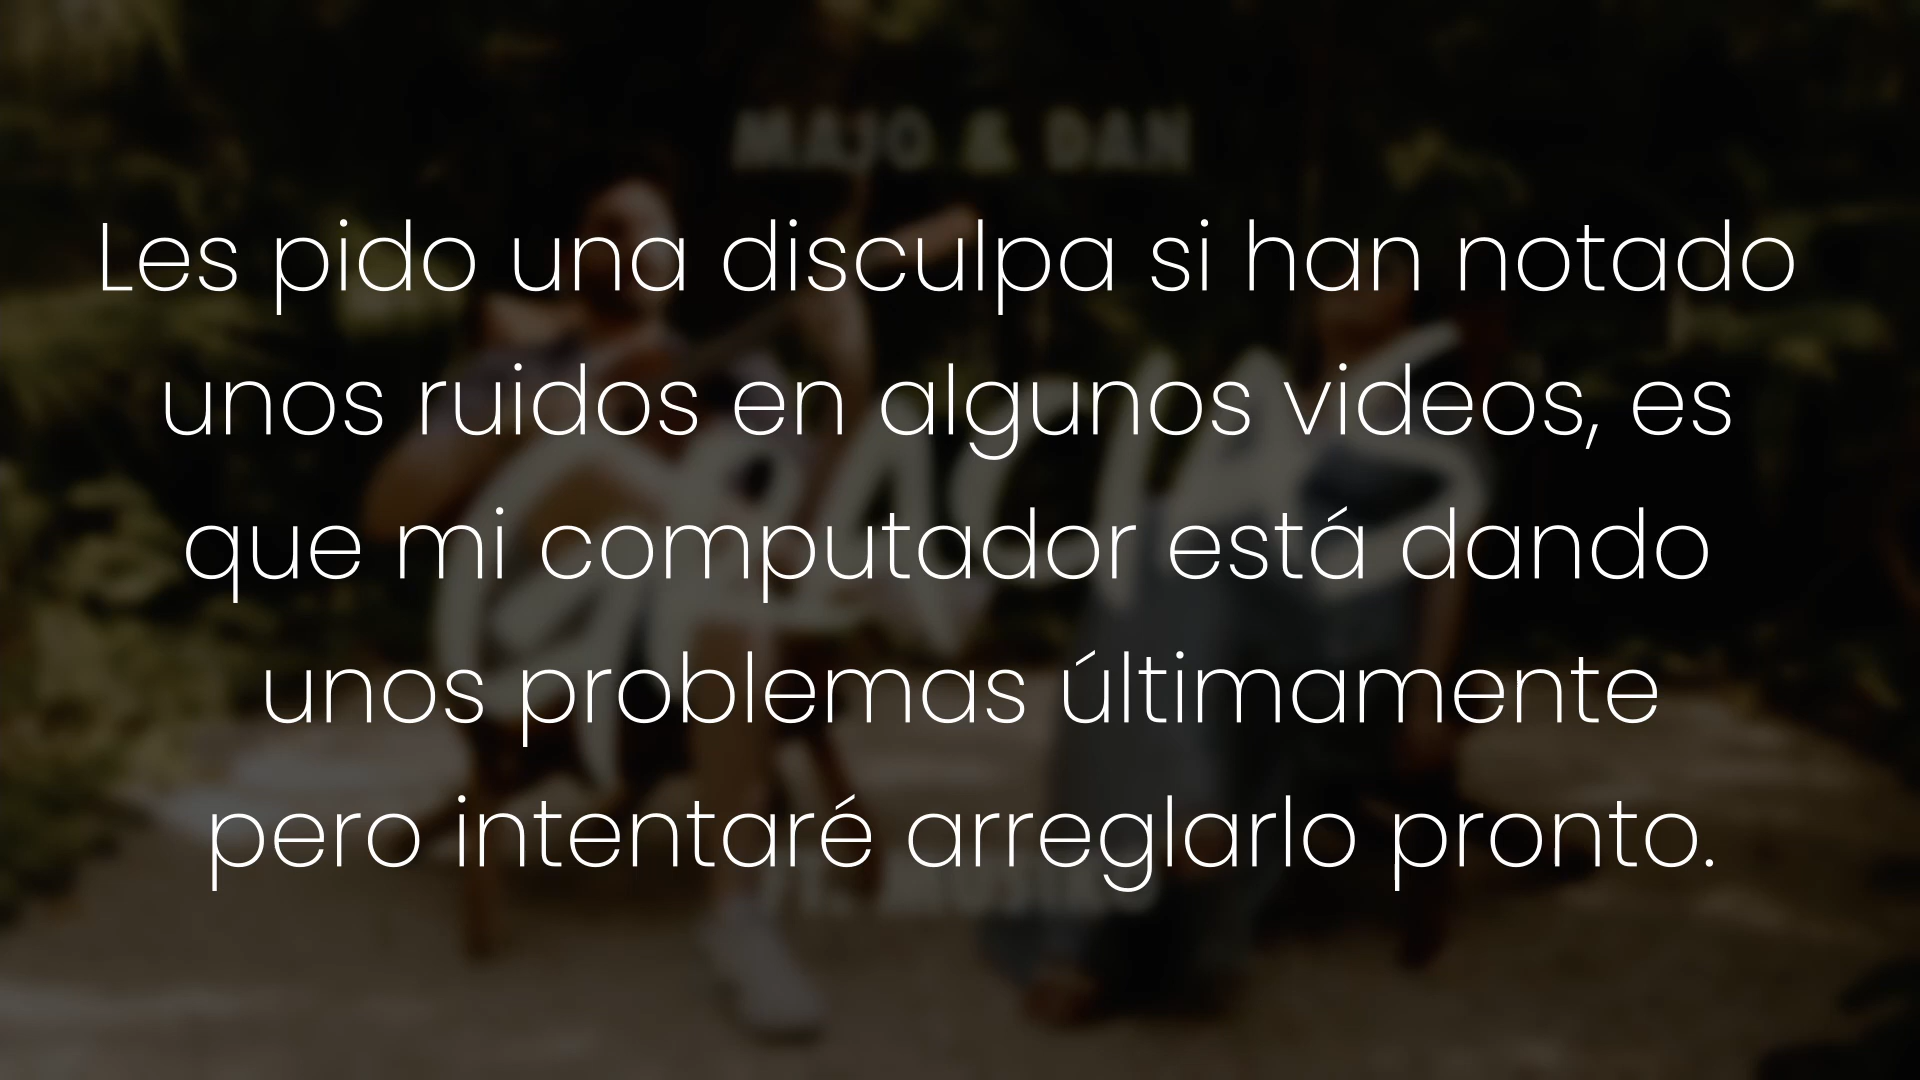 MAJO & DAN
Les pido una disculpa si han notado
unos ruidos en algunos videos, es
GRACIAS
que mi computador está dando
unos problemas últimamente
pero intentaré arreglarlo pronto.